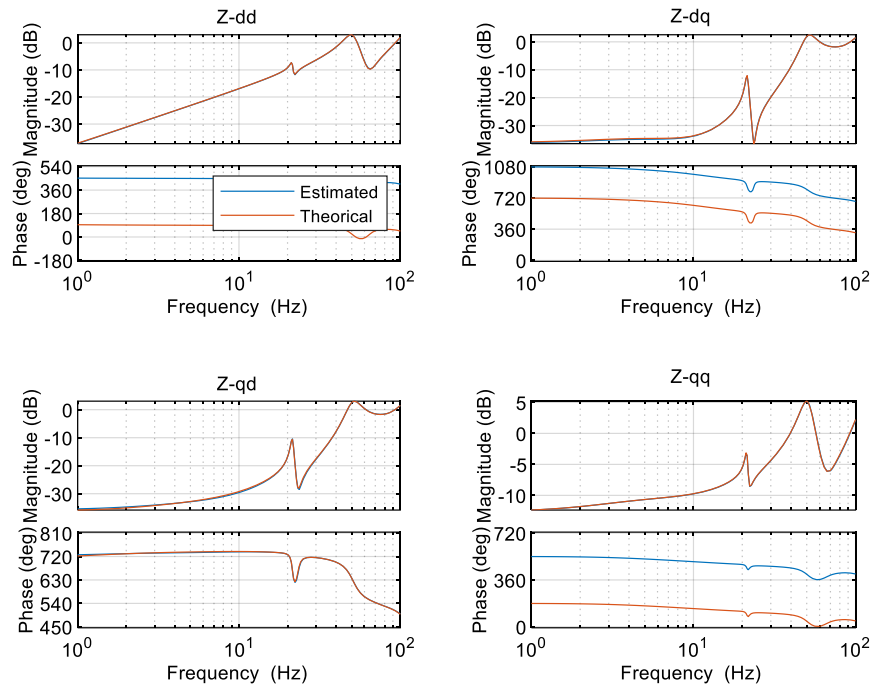 Z-dd
Magnitude (dB)
0
-10
-20
-30
Phase (deg)
540
360
180
0
-180
10^0
10^1
10^2
Frequency (Hz)
Estimated
Theorical
Z-dq
Magnitude (dB)
0
-10
-20
-30
Phase (deg)
1080
720
360
0
10^0
10^1
10^2
Frequency (Hz)
Z-qd
Magnitude (dB)
0
-10
-20
-30
Phase (deg)
810
720
630
540
450
10^0
10^1
10^2
Frequency (Hz)
Z-qq
Magnitude (dB)
5
0
-5
-10
Phase (deg)
720
360
0
10^0
10^1
10^2
Frequency (Hz)